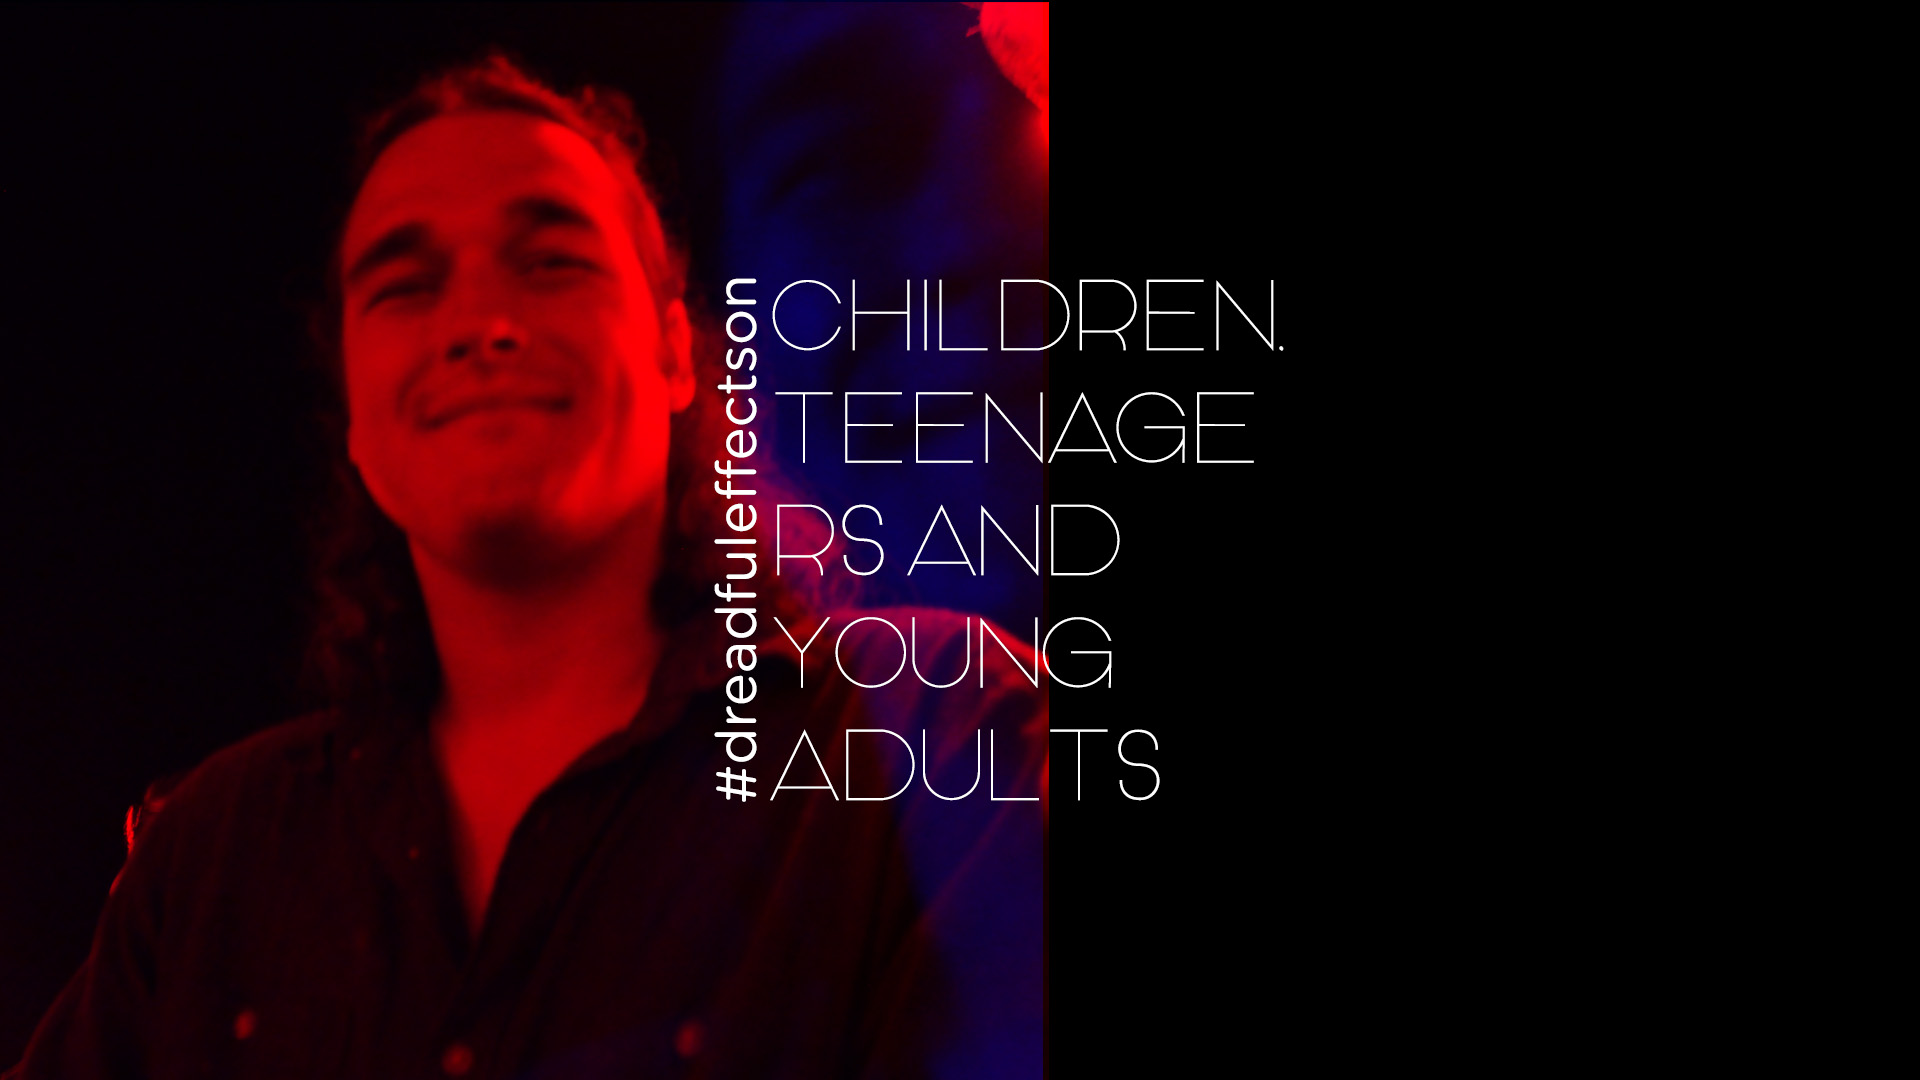 #dreadfuleffectson
CHILDREN.
TEENAGE
RS AND
YOUNG
ADULTS